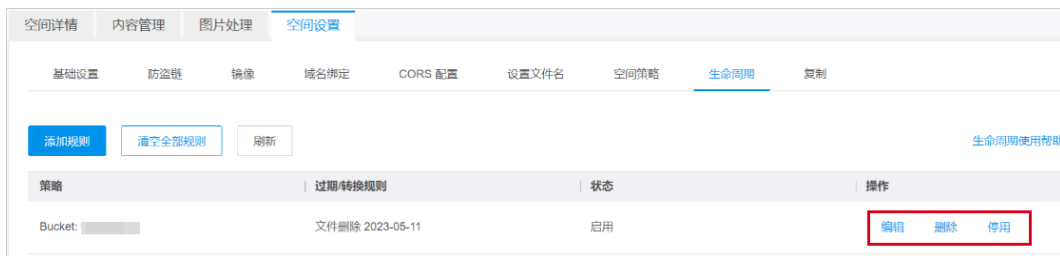 空间详情 内容管理 图片处理 空间设置
基础设置 防盗链 镜像 域名绑定 CORS 配置 设置文件名 空间策略 生命周期 复制
添加规则 清空全部规则 刷新 生命周期使用帮助
策略 过期/转换规则 状态 操作
Bucket: 文件删除 2023-05-11 启用 编辑 删除 停用